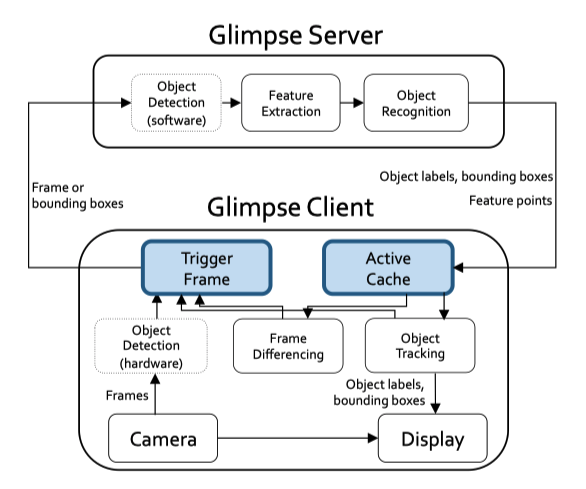 Glimpse Server
Object
Detection
(software)
Feature
Extraction
Object
Recognition
Frame or
bounding boxes
Object labels, bounding boxes
Feature points
Glimpse Client
Trigger
Frame
Active
Cache
Object
Detection
(hardware)
Frame
Differencing
Object
Tracking
Frames
Object labels,
bounding boxes
Camera
Display